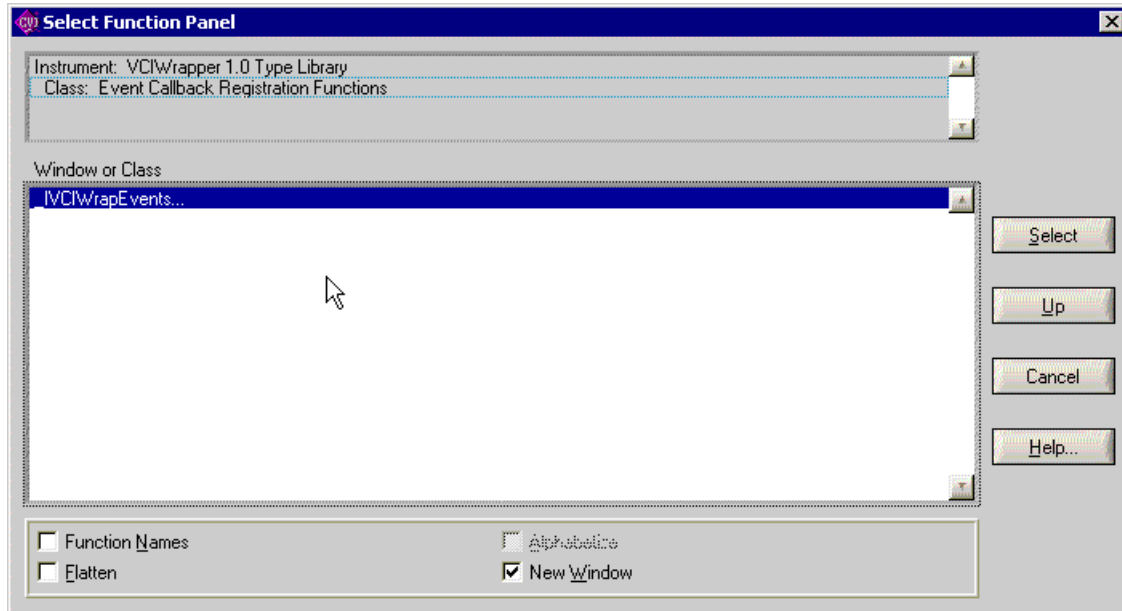 CVI Select Function Panel
Instrument: VCIWrapper 1.0 Type Library
Class: Event Callback Registration Functions
Window or Class
_IVCIWrapEvents...
Select
Up
Cancel
Help...
Function Names
Alphabetize
Flatten
New Window